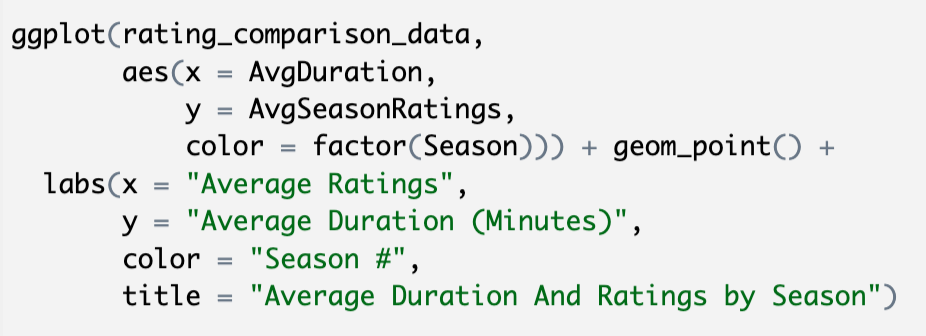 ggplot(rating_comparison_data,
aes(x = AvgDuration,
y = AvgSeasonRatings,
color = factor(Season))) + geom_point() +
labs(x = "Average Ratings",
y = "Average Duration (Minutes)",
color = "Season #",
title = "Average Duration And Ratings by Season")